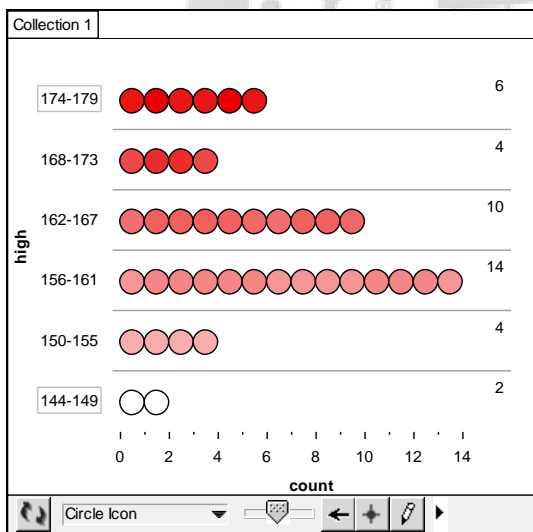 Collection 1
174-179 6
168-173 4
162-167 10
156-161 14
150-155 4
144-149 2
high
0 2 4 6 8 10 12 14
count
Circle Icon